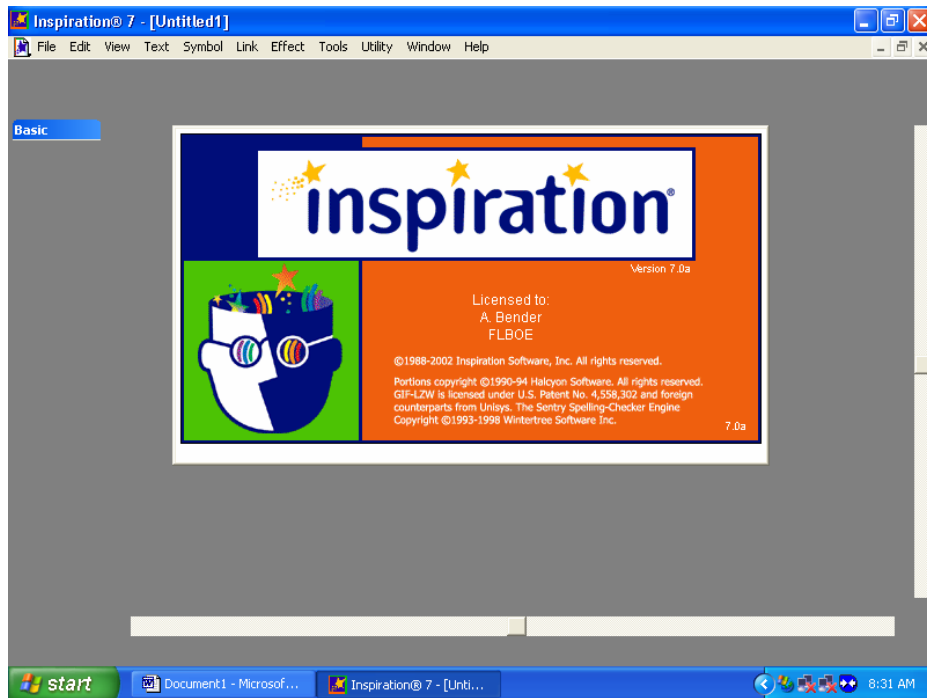 Inspiration® 7 - [Untitled1]
File Edit View Text Symbol Link Effect Tools Utility Window Help
Basic
inspiration®
Version 7.0a
Licensed to:
A. Bender
FLBOE
©1988-2002 Inspiration Software, Inc. All rights reserved.
Portions copyright ©1990-94 Halcyon Software. All rights reserved.
GIF-LZW is licensed under U.S. Patent No. 4,558,302 and foreign
counterparts from Unisys. The Sentry Spelling-Checker Engine
Copyright ©1993-1998 Wintertree Software Inc.
7.0a
start Document1 - Microsof... Inspiration® 7 - [Unti... 8:31 AM